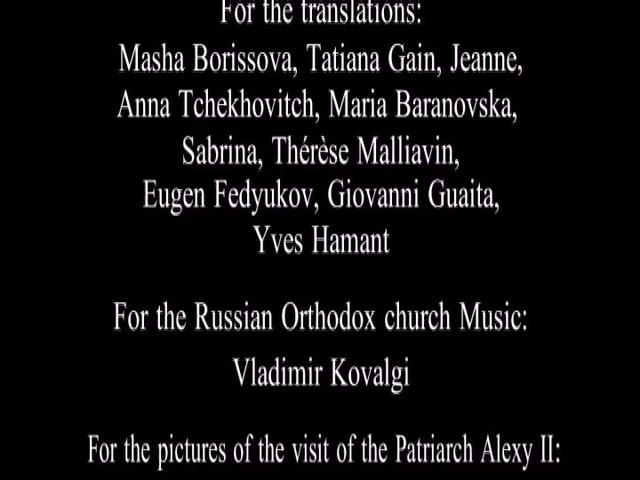 For the translations:
Masha Borissova, Tatiana Gain, Jeanne,
Anna Tchekhovitch, Maria Baranovska,
Sabrina, Thérèse Malliavin,
Eugen Fedyukov, Giovanni Guaita,
Yves Hamant
For the Russian Orthodox church Music:
Vladimir Kovalgi
For the pictures of the visit of the Patriarch Alexy II: